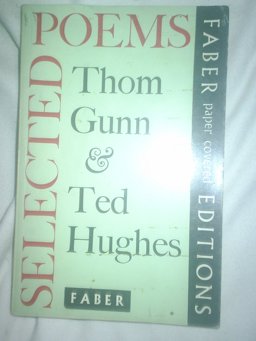 SELECTED
POEMS
Thom
Gunn
&
Ted
Hughes
FABER
FABER paper covered EDITIONS